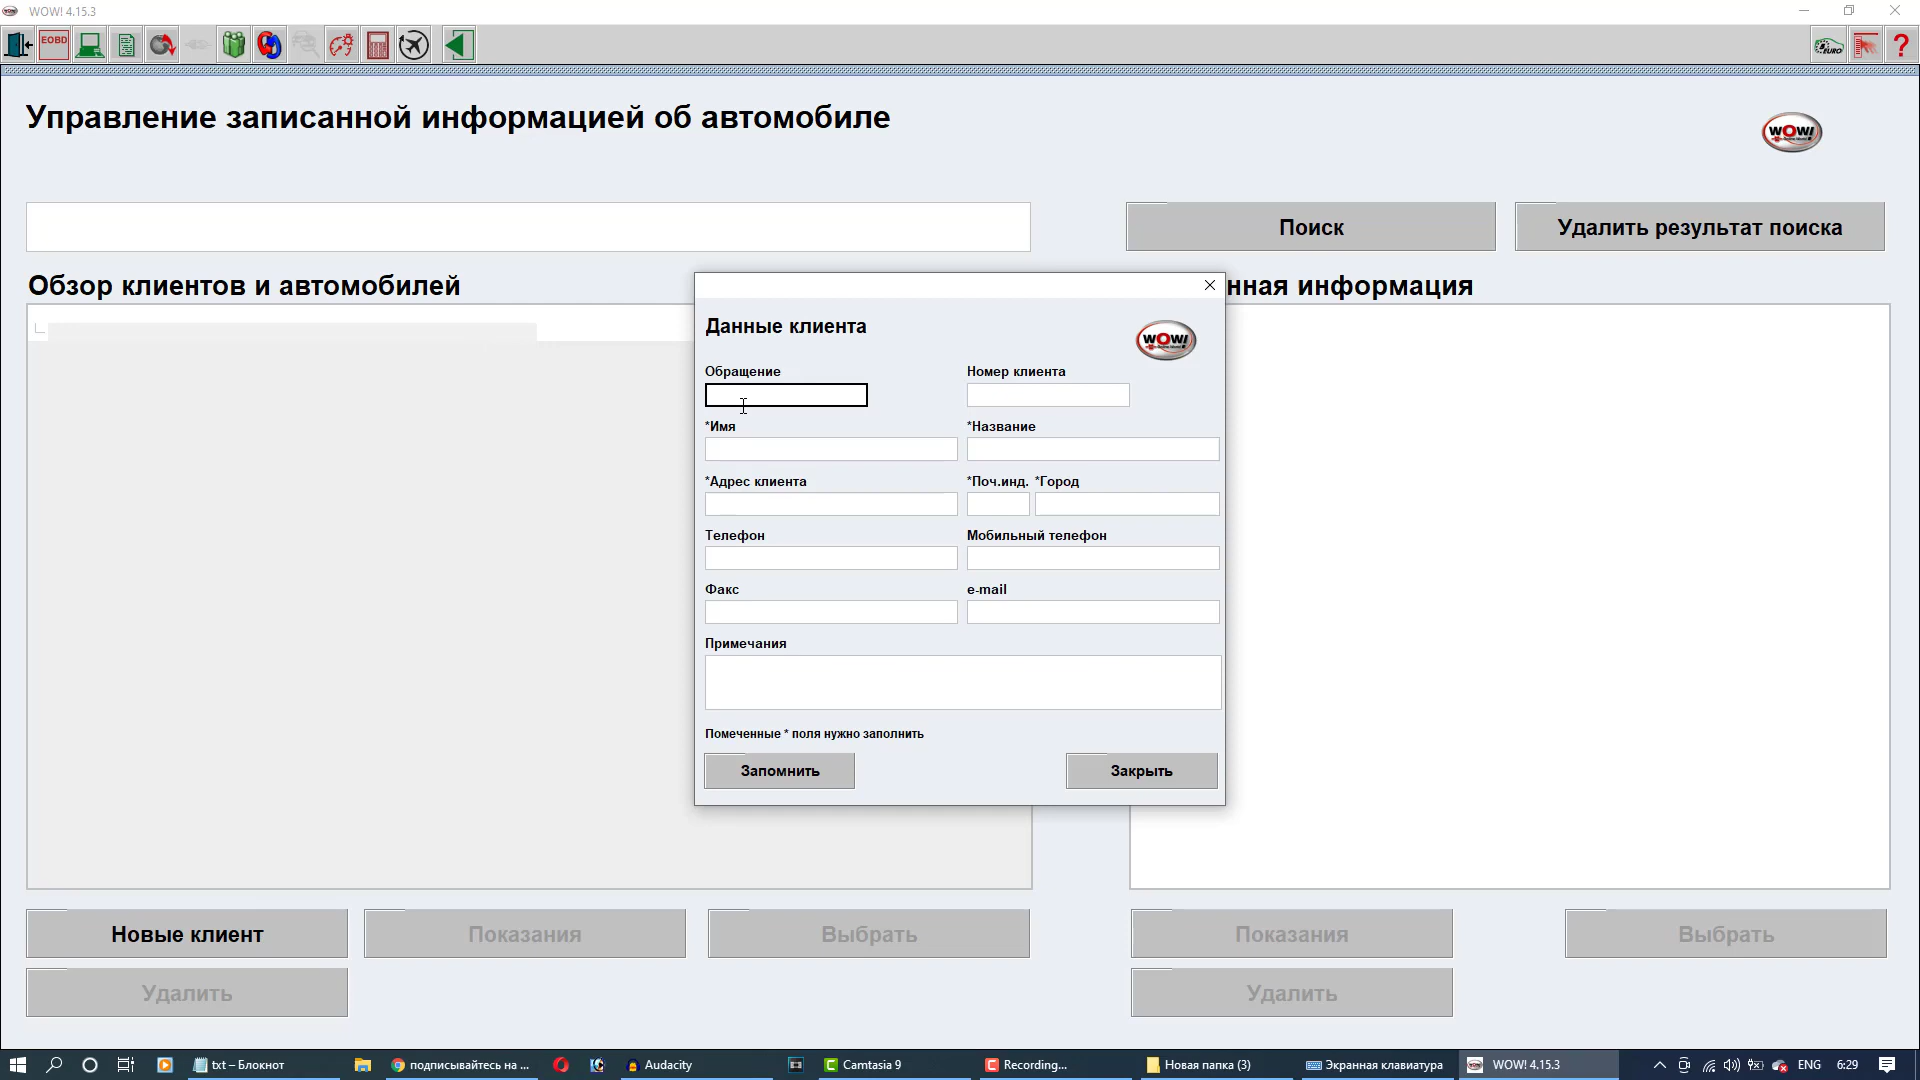 WOW! 4.15.3
EOBD
EURO
?
Управление записанной информацией об автомобиле
WOW!
Поиск
Удалить результат поиска
Обзор клиентов и автомобилей
нная информация
Данные клиента
WOW!
Обращение
Номер клиента
*Имя
*Название
*Адрес клиента
*Поч.инд. *Город
Телефон
Мобильный телефон
Факс
e-mail
Примечания
Помеченные * поля нужно заполнить
Запомнить
Закрыть
Новые клиент
Показания
Выбрать
Показания
Выбрать
Удалить
Удалить
txt – Блокнот
подписывайтесь на ...
Audacity
Camtasia 9
Recording...
Новая папка (3)
Экранная клавиатура
WOW! 4.15.3
ENG
6:29